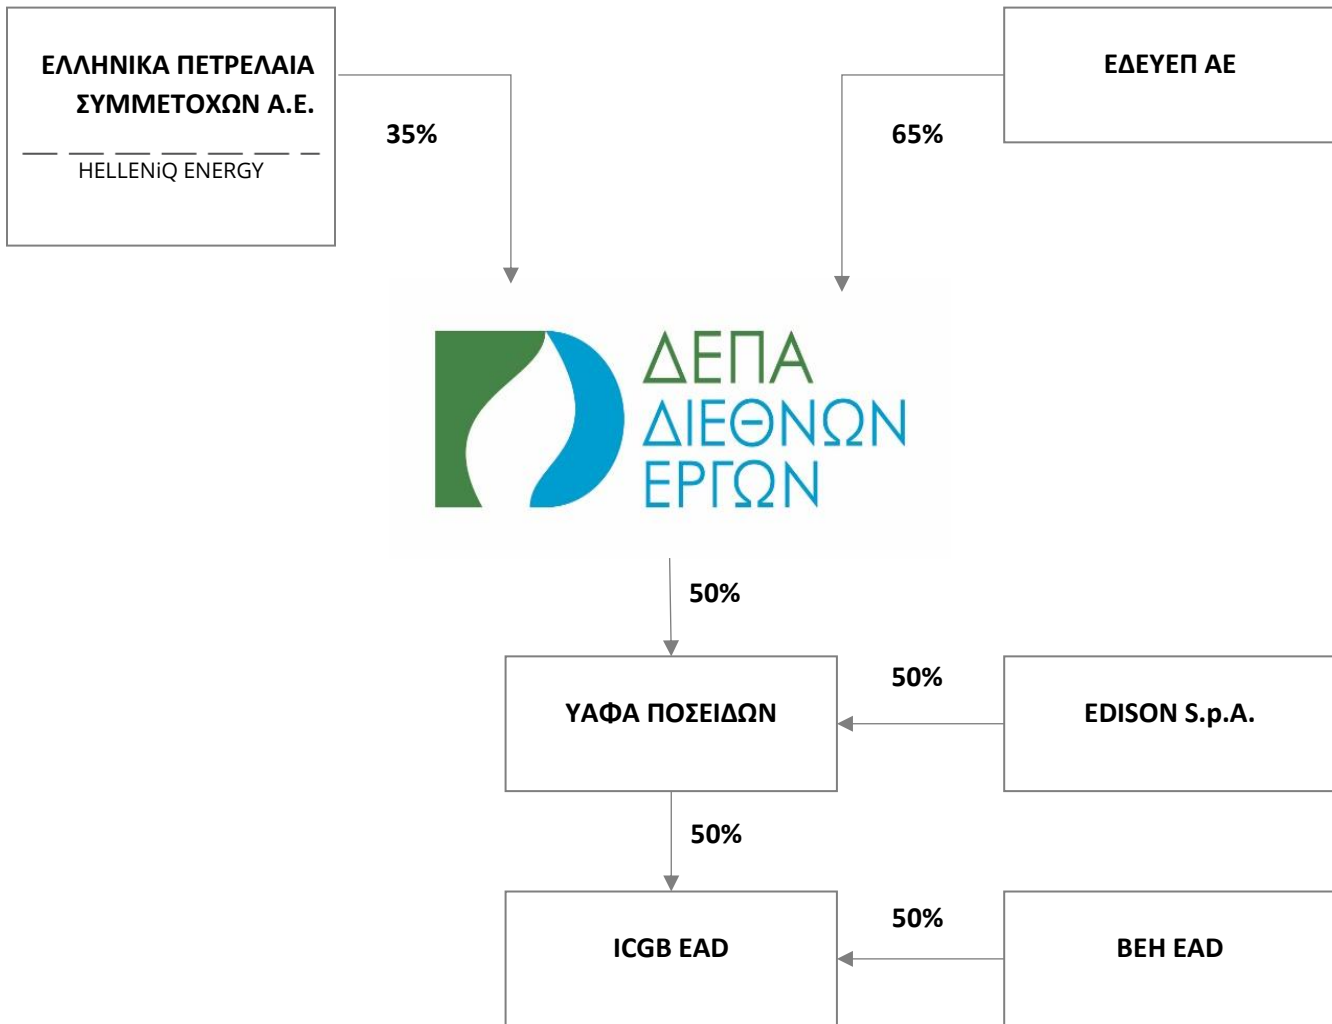 ΕΛΛΗΝΙΚΑ ΠΕΤΡΕΛΑΙΑ
ΣΥΜΜΕΤΟΧΩΝ Α.Ε.
HELLENiQ ENERGY
35%
65%
ΕΔΕΥΕΠ ΑΕ
ΔΕΠΑ
ΔΙΕΘΝΩΝ
ΕΡΓΩΝ
50%
ΥΑΦΑ ΠΟΣΕΙΔΩΝ
50%
EDISON S.p.A.
50%
ICGB EAD
50%
BEH EAD